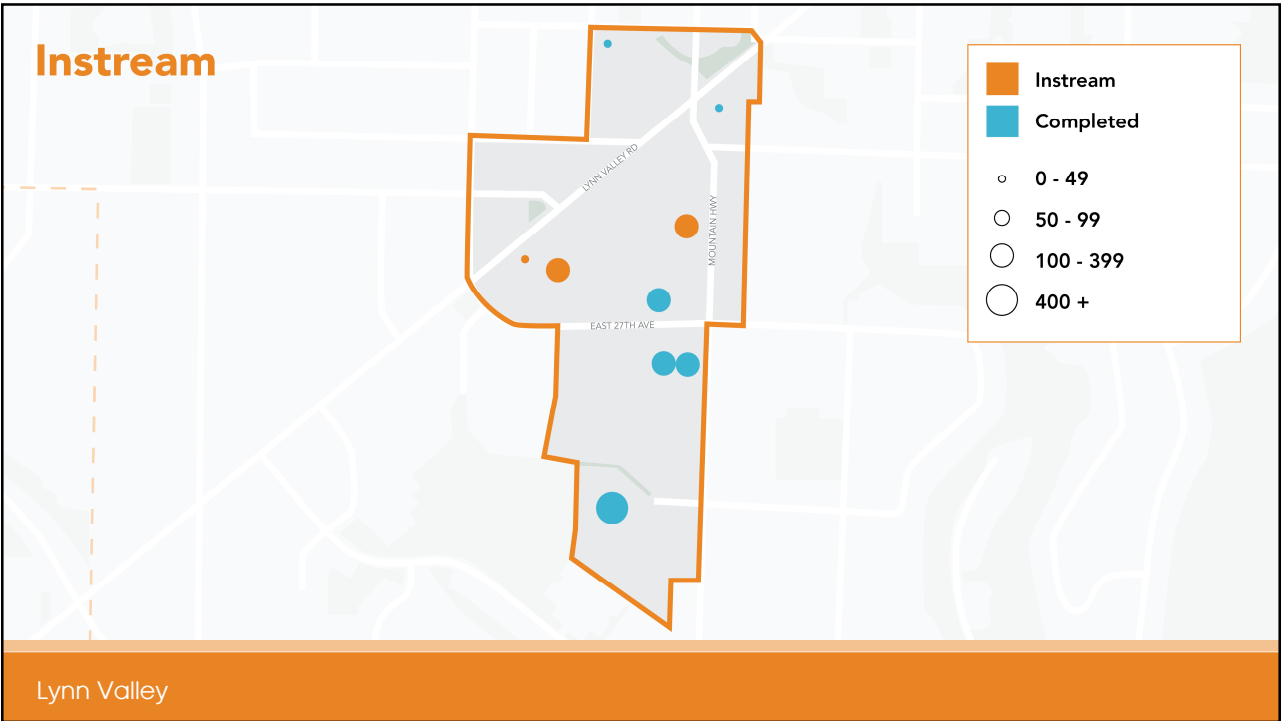 Instream
Instream
Completed
0 - 49
50 - 99
100 - 399
400 +
LYNN VALLEY RD
MOUNTAIN HWY
EAST 27TH AVE
Lynn Valley